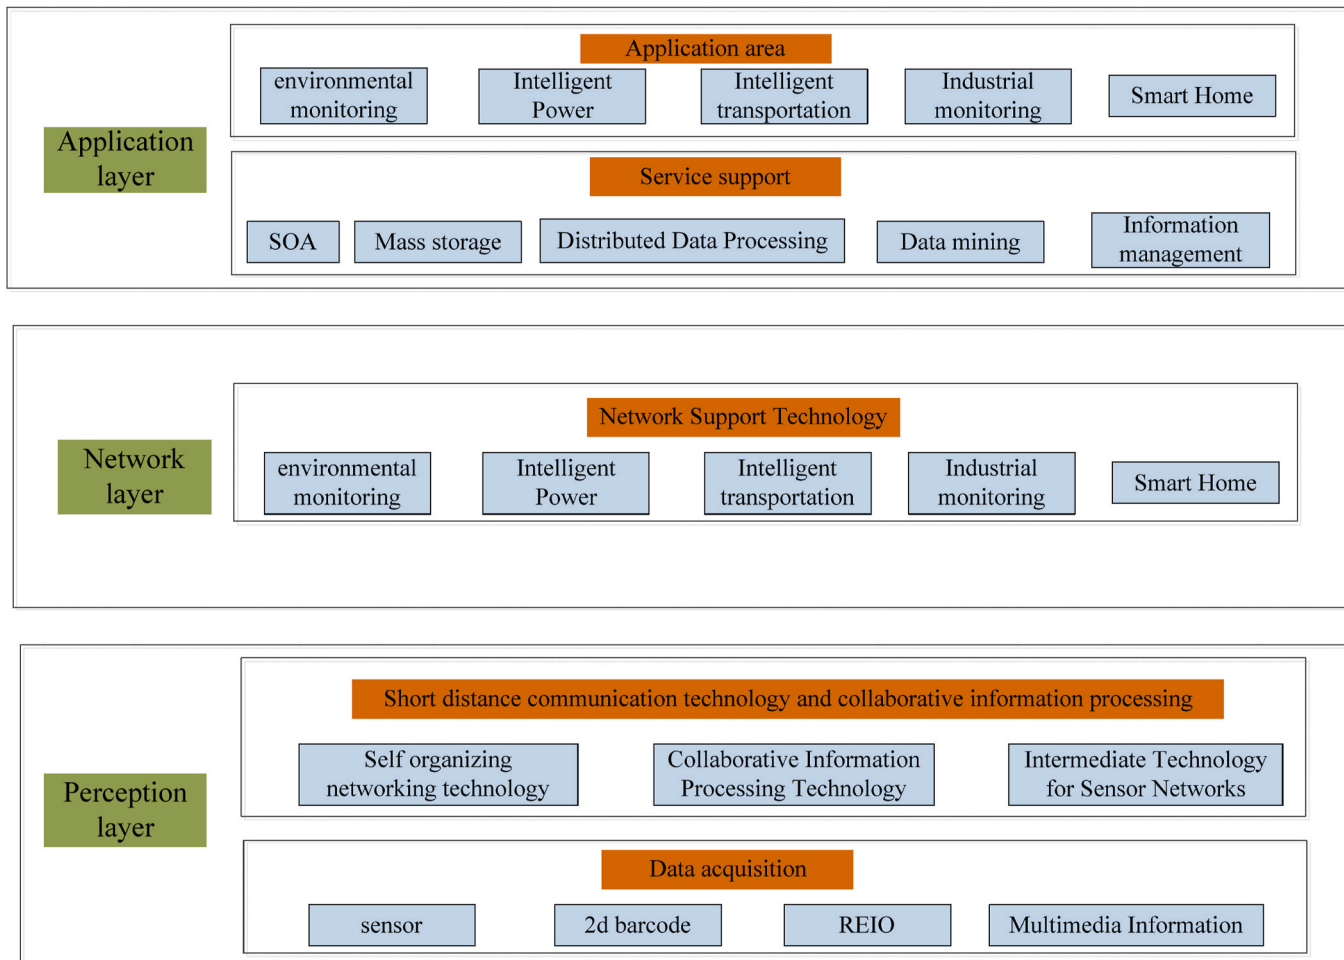 Application area
environmental
monitoring
Intelligent
Power
Intelligent
transportation
Industrial
monitoring
Smart Home
Application
layer
Service support
SOA
Mass storage
Distributed Data Processing
Data mining
Information
management
Network Support Technology
Network
layer
environmental
monitoring
Intelligent
Power
Intelligent
transportation
Industrial
monitoring
Smart Home
Short distance communication technology and collaborative information processing
Self organizing
networking technology
Collaborative Information
Processing Technology
Intermediate Technology
for Sensor Networks
Perception
layer
Data acquisition
sensor
2d barcode
REIO
Multimedia Information